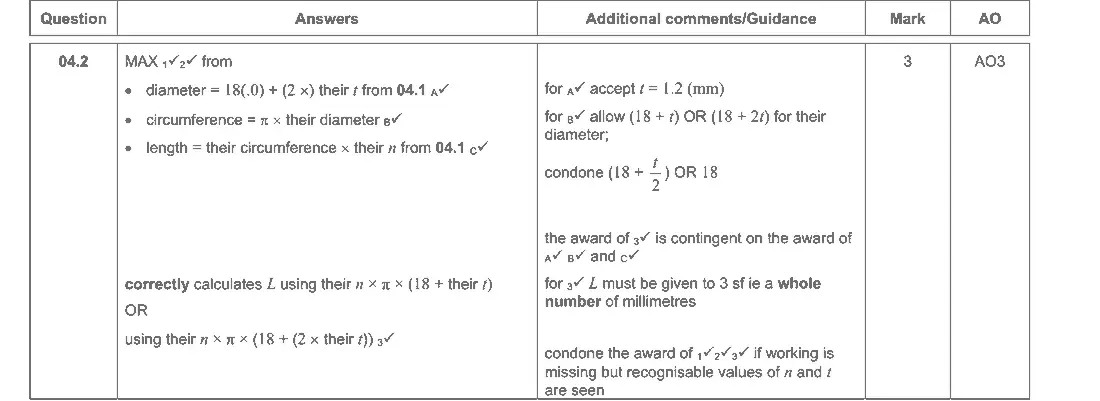 Question Answers Additional comments/Guidance Mark AO
04.2 MAX ₁✓₂✓ from 3 AO3
• diameter = 18(.0) + (2 ×) their t from 04.1 A✓ for A✓ accept t = 1.2 (mm)
• circumference = π × their diameter B✓ for B✓ allow (18 + t) OR (18 + 2t) for their
diameter;
• length = their circumference × their n from 04.1 C✓
condone (18 + t/2) OR 18
the award of ₃✓ is contingent on the award of
A✓ B✓ and C✓
correctly calculates L using their n × π × (18 + their t) for ₃✓ L must be given to 3 sf ie a whole
number of millimetres
OR
using their n × π × (18 + (2 × their t)) ₃✓
condone the award of ₁✓₂✓₃✓ if working is
missing but recognisable values of n and t
are seen